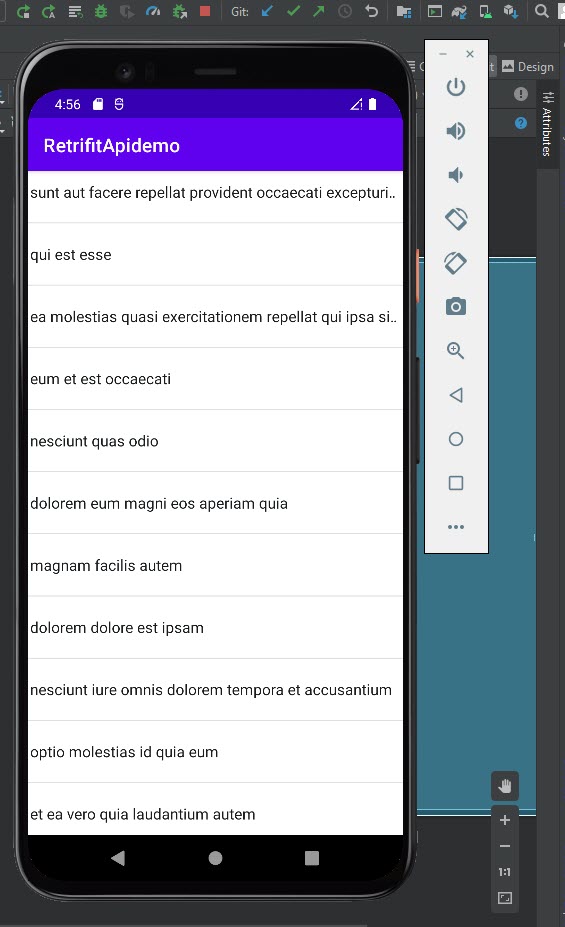 Git:
Design
Attributes
4:56
RetrifitApidemo
sunt aut facere repellat provident occaecati excepturi..
qui est esse
ea molestias quasi exercitationem repellat qui ipsa si..
eum et est occaecati
nesciunt quas odio
dolorem eum magni eos aperiam quia
magnam facilis autem
dolorem dolore est ipsam
nesciunt iure omnis dolorem tempora et accusantium
optio molestias id quia eum
et ea vero quia laudantium autem
1:1